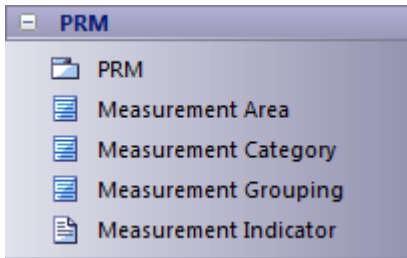 PRM
PRM
Measurement Area
Measurement Category
Measurement Grouping
Measurement Indicator